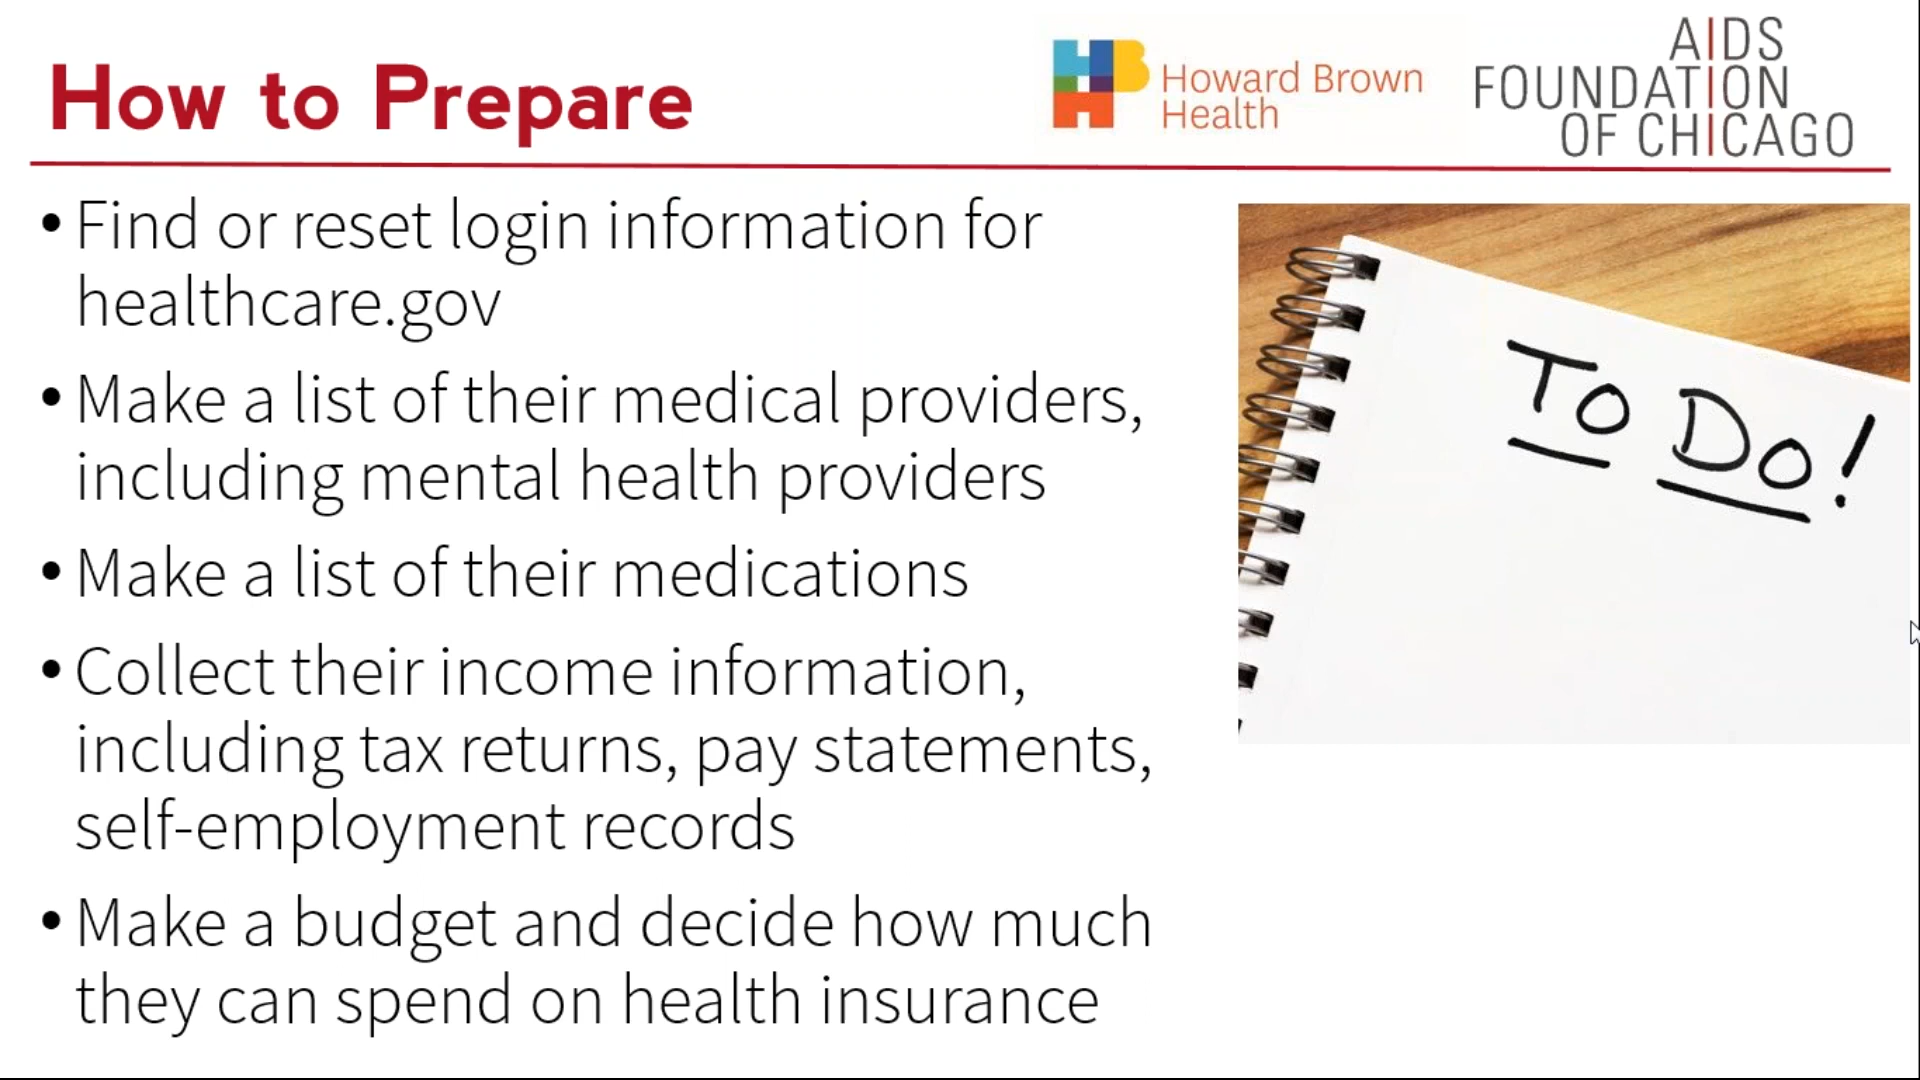 How to Prepare
Howard Brown
Health
AIDS
FOUNDATION
OF CHICAGO
• Find or reset login information for
healthcare.gov
• Make a list of their medical providers,
including mental health providers
• Make a list of their medications
• Collect their income information,
including tax returns, pay statements,
self-employment records
• Make a budget and decide how much
they can spend on health insurance
To Do!